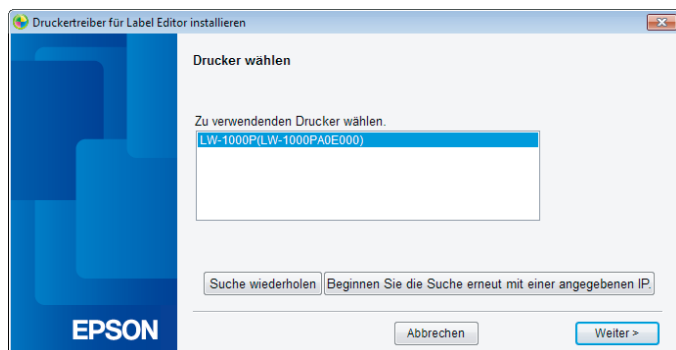 Druckertreiber für Label Editor installieren
Drucker wählen
Zu verwendenden Drucker wählen.
LW-1000P(LW-1000PA0E000)
Suche wiederholen
Beginnen Sie die Suche erneut mit einer angegebenen IP.
EPSON
Abbrechen
Weiter >